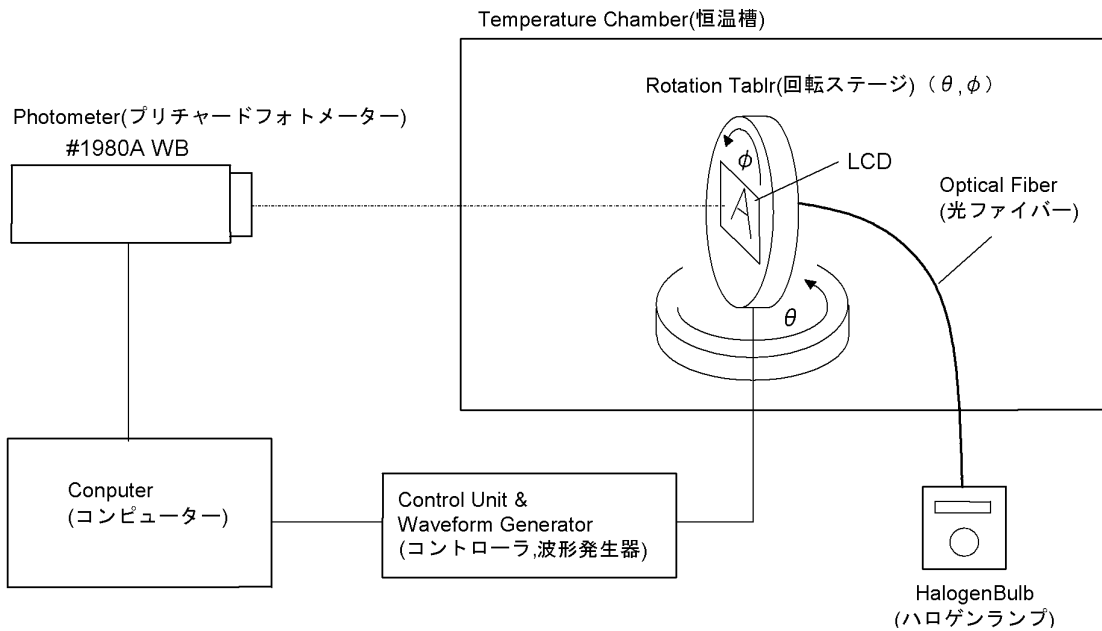 Temperature Chamber(恒温槽)
Rotation Tablr(回転ステージ)（θ,φ）
Photometer(プリチャードフォトメーター)
#1980A WB
φ
LCD
A
Optical Fiber
(光ファイバー)
θ
Conputer
(コンピューター)
Control Unit &
Waveform Generator
(コントローラ,波形発生器)
HalogenBulb
(ハロゲンランプ)